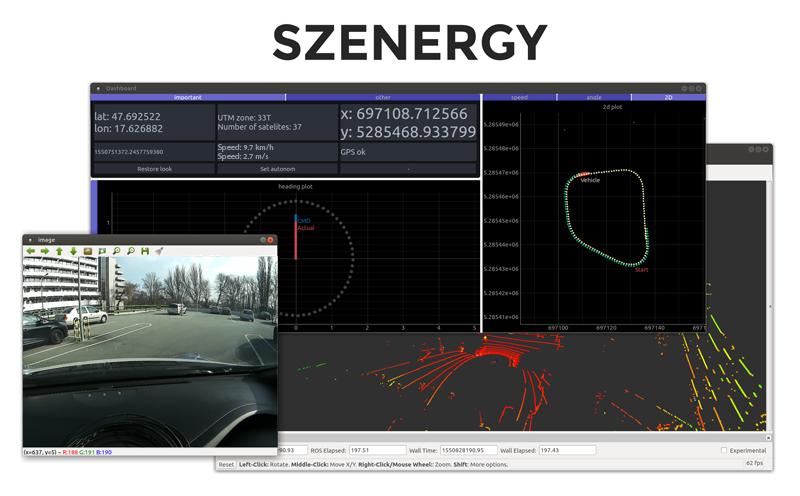 SZENERGY
Dashboard
important
other
speed
angle
2D
lat: 47.692522
lon: 17.626882
UTM zone: 33T
Number of satelites: 37
x: 697108.712566
y: 5285468.933799
1550751372.2457759380
Speed: 9.7 km/h
Speed: 2.7 m/s
GPS ok
Restore look
Set autonom
-
heading plot
1
CMD
Actual
0
1
2
3
4
5
2d plot
5.28549e+06
5.28548e+06
5.28547e+06
5.28546e+06
5.28545e+06
5.28544e+06
5.28543e+06
5.28542e+06
5.28541e+06
Vehicle
Start
697100
697120
697140
image
(x=637, y=5) ~ R:188 G:191 B:190
ROS Elapsed:
197.51
Wall Time:
1550828190.95
Wall Elapsed:
197.43
Experimental
Reset
Left-Click: Rotate. Middle-Click: Move X/Y. Right-Click/Mouse Wheel: Zoom. Shift: More options.
62 fps